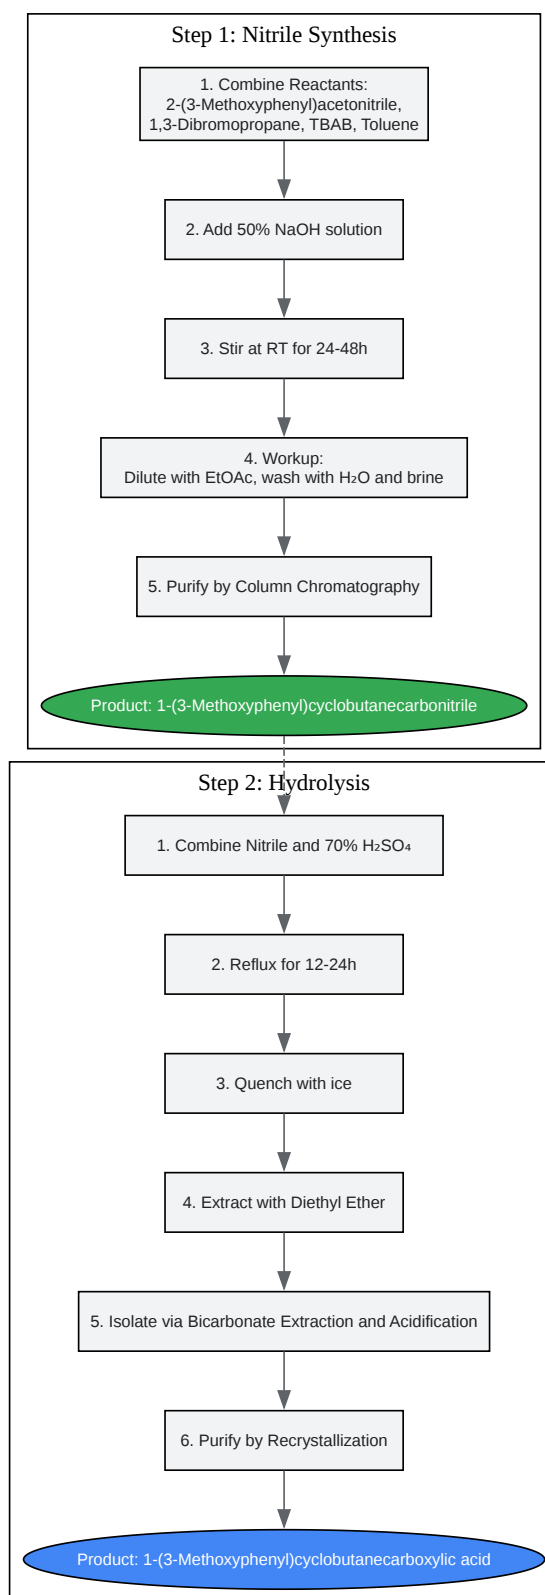 Step 1: Nitrile Synthesis
1. Combine Reactants:
2-(3-Methoxyphenyl)acetonitrile,
1,3-Dibromopropane, TBAB, Toluene
2. Add 50% NaOH solution
3. Stir at RT for 24-48h
4. Workup:
Dilute with EtOAc, wash with H₂O and brine
5. Purify by Column Chromatography
Product: 1-(3-Methoxyphenyl)cyclobutanecarbonitrile
Step 2: Hydrolysis
1. Combine Nitrile and 70% H₂SO₄
2. Reflux for 12-24h
3. Quench with ice
4. Extract with Diethyl Ether
5. Isolate via Bicarbonate Extraction and Acidification
6. Purify by Recrystallization
Product: 1-(3-Methoxyphenyl)cyclobutanecarboxylic acid